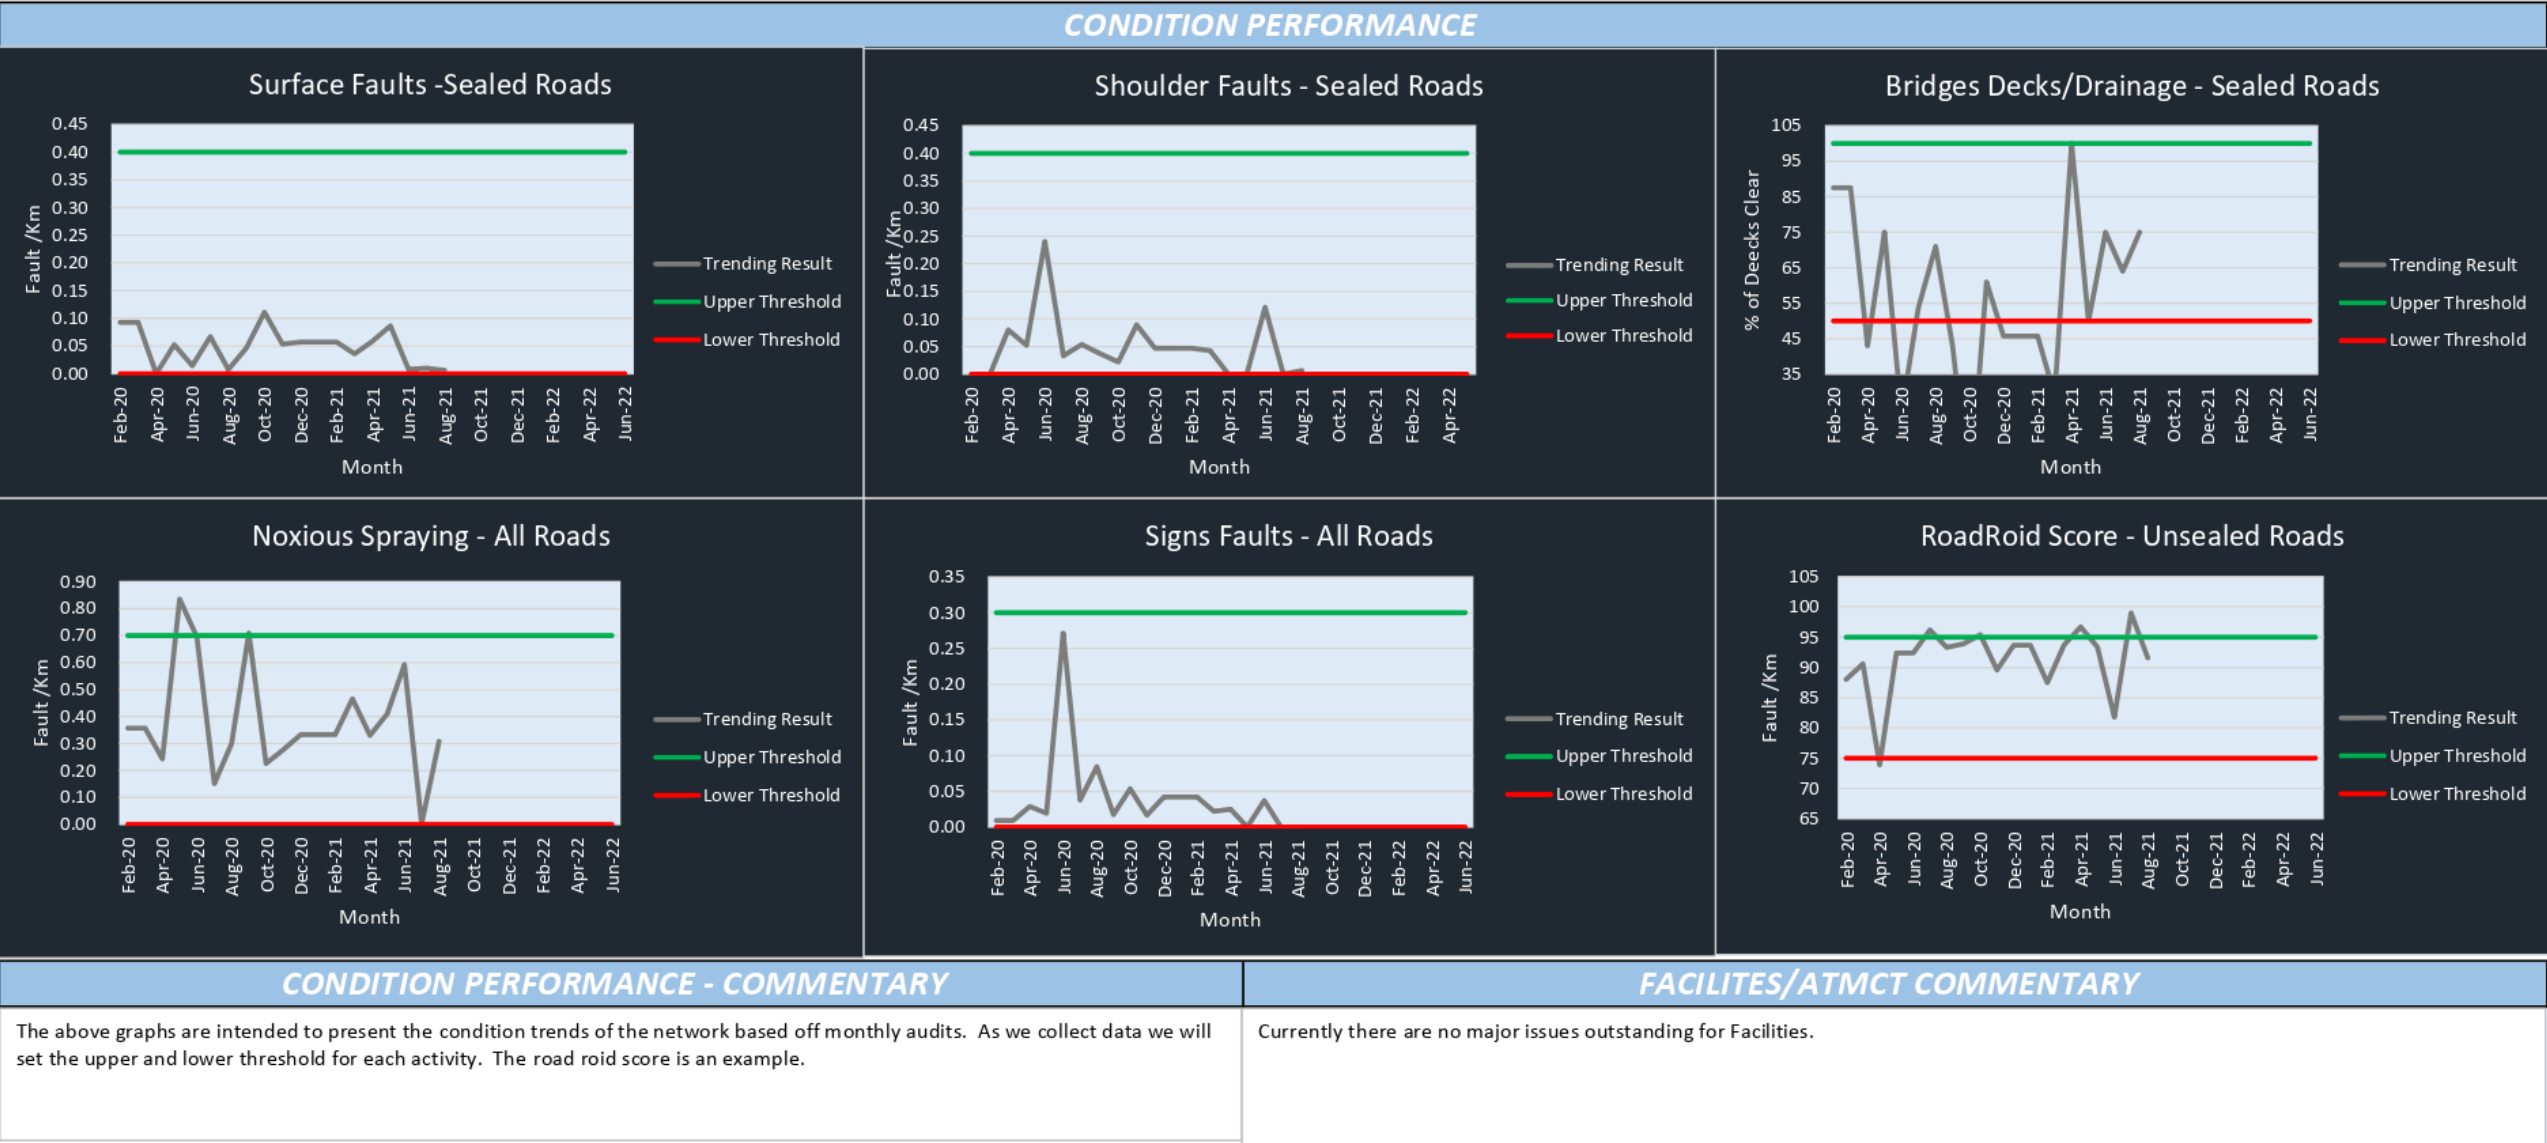 CONDITION PERFORMANCE
Surface Faults -Sealed Roads
0.45
0.40
0.35
0.30
0.25
0.20
0.15
0.10
0.05
0.00
Fault /Km
Feb-20
Apr-20
Jun-20
Aug-20
Oct-20
Dec-20
Feb-21
Apr-21
Jun-21
Aug-21
Oct-21
Dec-21
Feb-22
Apr-22
Jun-22
Month
Trending Result
Upper Threshold
Lower Threshold
Shoulder Faults - Sealed Roads
0.45
0.40
0.35
0.30
0.25
0.20
0.15
0.10
0.05
0.00
Fault /Km
Feb-20
Apr-20
Jun-20
Aug-20
Oct-20
Dec-20
Feb-21
Apr-21
Jun-21
Aug-21
Oct-21
Dec-21
Feb-22
Apr-22
Month
Trending Result
Upper Threshold
Lower Threshold
Bridges Decks/Drainage - Sealed Roads
105
95
85
75
65
55
45
35
% of Deecks Clear
Feb-20
Apr-20
Jun-20
Aug-20
Oct-20
Dec-20
Feb-21
Apr-21
Jun-21
Aug-21
Oct-21
Dec-21
Feb-22
Apr-22
Jun-22
Month
Trending Result
Upper Threshold
Lower Threshold
Noxious Spraying - All Roads
0.90
0.80
0.70
0.60
0.50
0.40
0.30
0.20
0.10
0.00
Fault /Km
Feb-20
Apr-20
Jun-20
Aug-20
Oct-20
Dec-20
Feb-21
Apr-21
Jun-21
Aug-21
Oct-21
Dec-21
Feb-22
Apr-22
Jun-22
Month
Trending Result
Upper Threshold
Lower Threshold
Signs Faults - All Roads
0.35
0.30
0.25
0.20
0.15
0.10
0.05
0.00
Fault /Km
Feb-20
Apr-20
Jun-20
Aug-20
Oct-20
Dec-20
Feb-21
Apr-21
Jun-21
Aug-21
Oct-21
Dec-21
Feb-22
Apr-22
Jun-22
Month
Trending Result
Upper Threshold
Lower Threshold
RoadRoid Score - Unsealed Roads
105
100
95
90
85
80
75
70
65
Fault /Km
Feb-20
Apr-20
Jun-20
Aug-20
Oct-20
Dec-20
Feb-21
Apr-21
Jun-21
Aug-21
Oct-21
Dec-21
Feb-22
Apr-22
Jun-22
Month
Trending Result
Upper Threshold
Lower Threshold
CONDITION PERFORMANCE - COMMENTARY
The above graphs are intended to present the condition trends of the network based off monthly audits.  As we collect data we will
set the upper and lower threshold for each activity.  The road roid score is an example.
FACILITES/ATMCT COMMENTARY
Currently there are no major issues outstanding for Facilities.